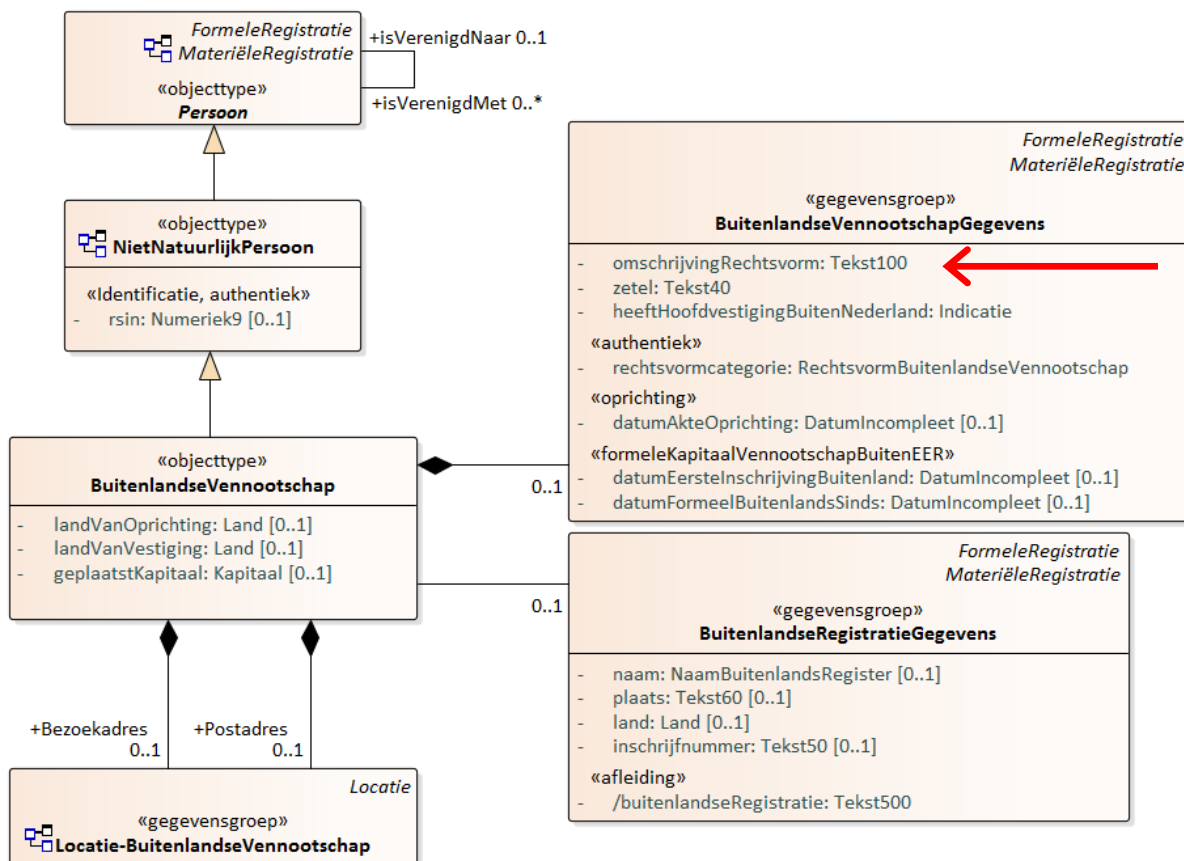 FormeleRegistratie
MateriëleRegistratie
«objecttype»
Persoon
+isVerenigdNaar 0..1
+isVerenigdMet 0..*
«objecttype»
NietNatuurlijkPersoon
«Identificatie, authentiek»
- rsin: Numeriek9 [0..1]
«objecttype»
BuitenlandseVennootschap
- landVanOprichting: Land [0..1]
- landVanVestiging: Land [0..1]
- geplaatstKapitaal: Kapitaal [0..1]
0..1
0..1
FormeleRegistratie
MateriëleRegistratie
«gegevensgroep»
BuitenlandseVennootschapGegevens
- omschrijvingRechtsvorm: Tekst100
- zetel: Tekst40
- heeftHoofdvestigingBuitenNederland: Indicatie
«authentiek»
- rechtsvormcategorie: RechtsvormBuitenlandseVennootschap
«oprichting»
- datumAkteOprichting: DatumIncompleet [0..1]
«formeleKapitaalVennootschapBuitenEER»
- datumEersteInschrijvingBuitenland: DatumIncompleet [0..1]
- datumFormeelBuitenlandsSinds: DatumIncompleet [0..1]
FormeleRegistratie
MateriëleRegistratie
«gegevensgroep»
BuitenlandseRegistratieGegevens
- naam: NaamBuitenlandsRegister [0..1]
- plaats: Tekst60 [0..1]
- land: Land [0..1]
- inschrijfnummer: Tekst50 [0..1]
«afleiding»
- /buitenlandseRegistratie: Tekst500
+Bezoekadres
0..1
+Postadres
0..1
Locatie
«gegevensgroep»
Locatie-BuitenlandseVennootschap